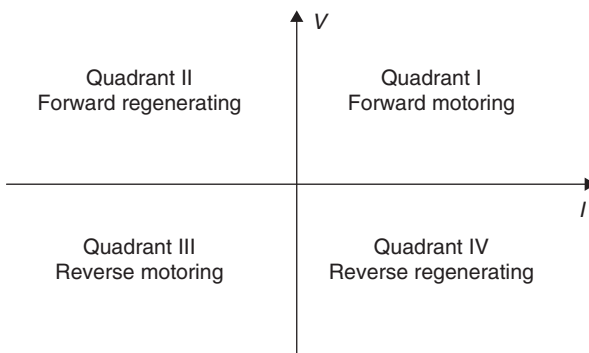 V
Quadrant II
Forward regenerating
Quadrant I
Forward motoring
I
Quadrant III
Reverse motoring
Quadrant IV
Reverse regenerating